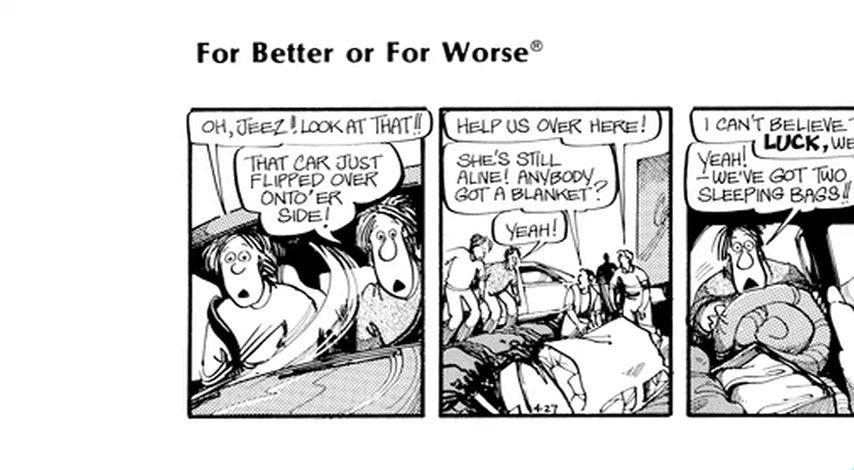 For Better or For Worse®
OH, JEEZ! LOOK AT THAT!!
THAT CAR JUST
FLIPPED OVER
ONTO'ER
SIDE!
HELP US OVER HERE!
SHE'S STILL
ALIVE! ANYBODY
GOT A BLANKET?
YEAH!
4-27
I CAN'T BELIEVE
LUCK, WE
YEAH!
–WE'VE GOT TWO
SLEEPING BAGS!!